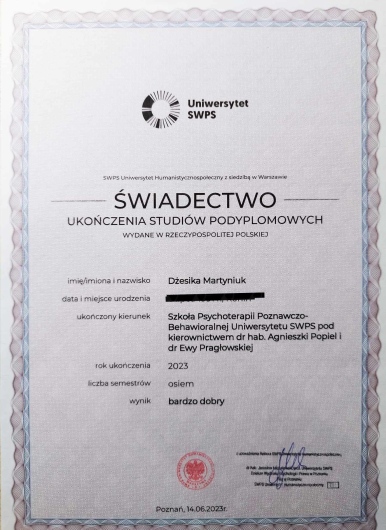 Uniwersytet
SWPS
SWPS Uniwersytet Humanistycznospołeczny z siedzibą w Warszawie
ŚWIADECTWO
UKOŃCZENIA STUDIÓW PODYPLOMOWYCH
WYDANE W RZECZYPOSPOLITEJ POLSKIEJ
imię/imiona i nazwisko Dżesika Martyniuk
data i miejsce urodzenia
ukończony kierunek Szkoła Psychoterapii Poznawczo-
Behawioralnej Uniwersytetu SWPS pod
kierownictwem dr hab. Agnieszki Popiel i
dr Ewy Pragłowskiej
rok ukończenia 2023
liczba semestrów osiem
wynik bardzo dobry
Poznań, 14.06.2023r.